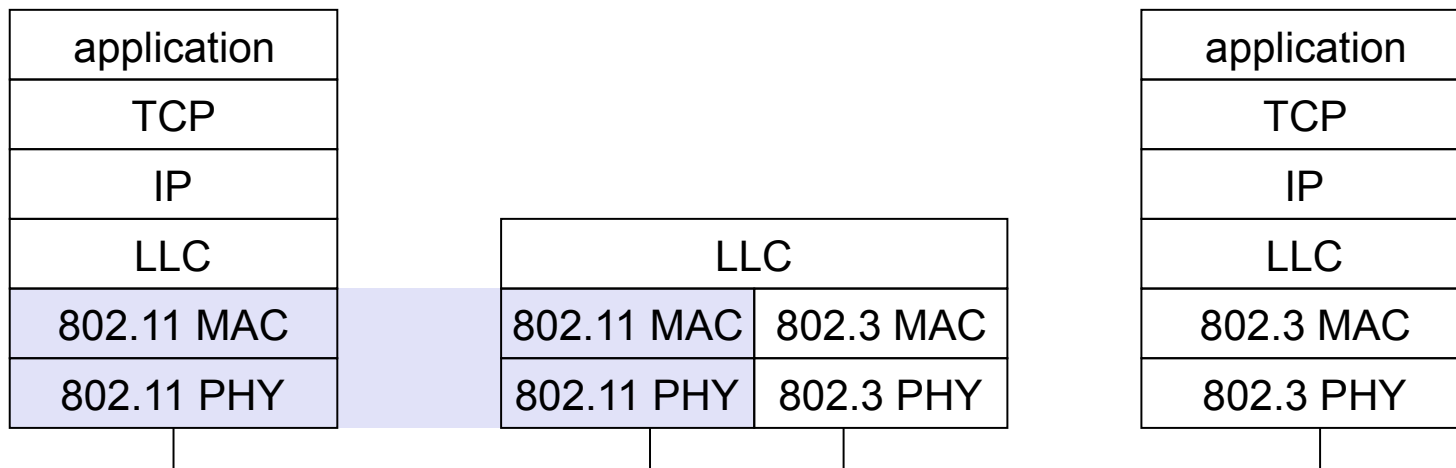 application
TCP
IP
LLC
802.11 MAC
802.11 PHY
LLC
802.11 MAC
802.3 MAC
802.11 PHY
802.3 PHY
application
TCP
IP
LLC
802.3 MAC
802.3 PHY